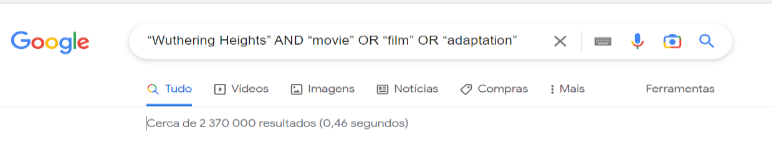 Google “Wuthering Heights” AND “movie” OR “film” OR “adaptation”
Tudo Vídeos Imagens Notícias Compras Mais Ferramentas
Cerca de 2 370 000 resultados (0,46 segundos)